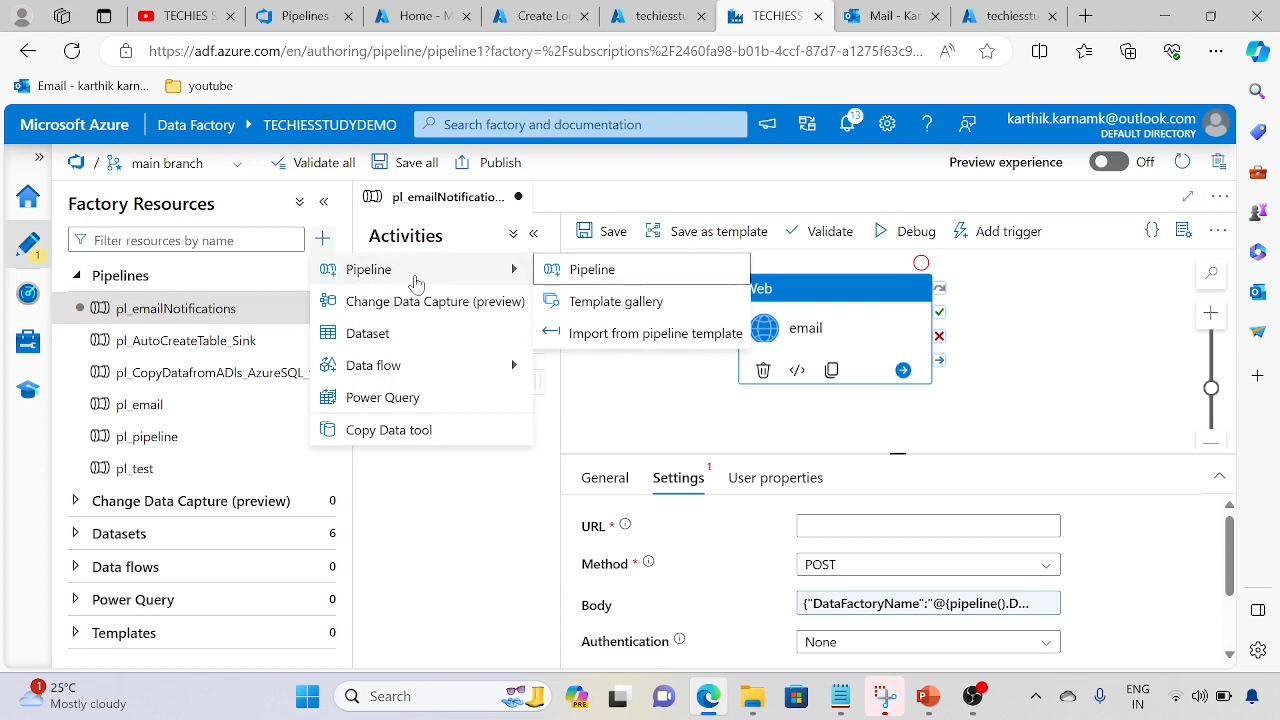 TECHIES S
Pipelines -
Home - M
Create Lo
techiesstu
TECHIESS
Mail - Kar
techiesstu
https://adf.azure.com/en/authoring/pipeline/pipeline1?factory=%2Fsubscriptions%2F2460fa98-b01b-4ccf-87d7-a1275f63c9...
Email - karthik karn...
youtube
Microsoft Azure
Data Factory
TECHIESSTUDYDEMO
Search factory and documentation
13
karthik.karnamk@outlook.com
DEFAULT DIRECTORY
/ main branch
Validate all
Save all
Publish
Preview experience
Off
Factory Resources
pl_emailNotificatio...
Filter resources by name
Activities
Save
Save as template
Validate
Debug
Add trigger
1
Pipelines
Pipeline
Pipeline
pl_emailNotifications
Change Data Capture (preview)
Template gallery
Web
pl_AutoCreateTable_Sink
Dataset
Import from pipeline template
email
pl_CopyDatafromADls_AzureSQL_
Data flow
pl_email
Power Query
pl_pipeline
Copy Data tool
pl_test
General
Settings 1
User properties
Change Data Capture (preview) 0
Datasets 6
URL *
Data flows 0
Method *
POST
Power Query 0
Body
{"DataFactoryName":"@{pipeline().D...
Templates 0
Authentication
None
1
25°C
Mostly cloudy
Search
PRE
ENG
IN